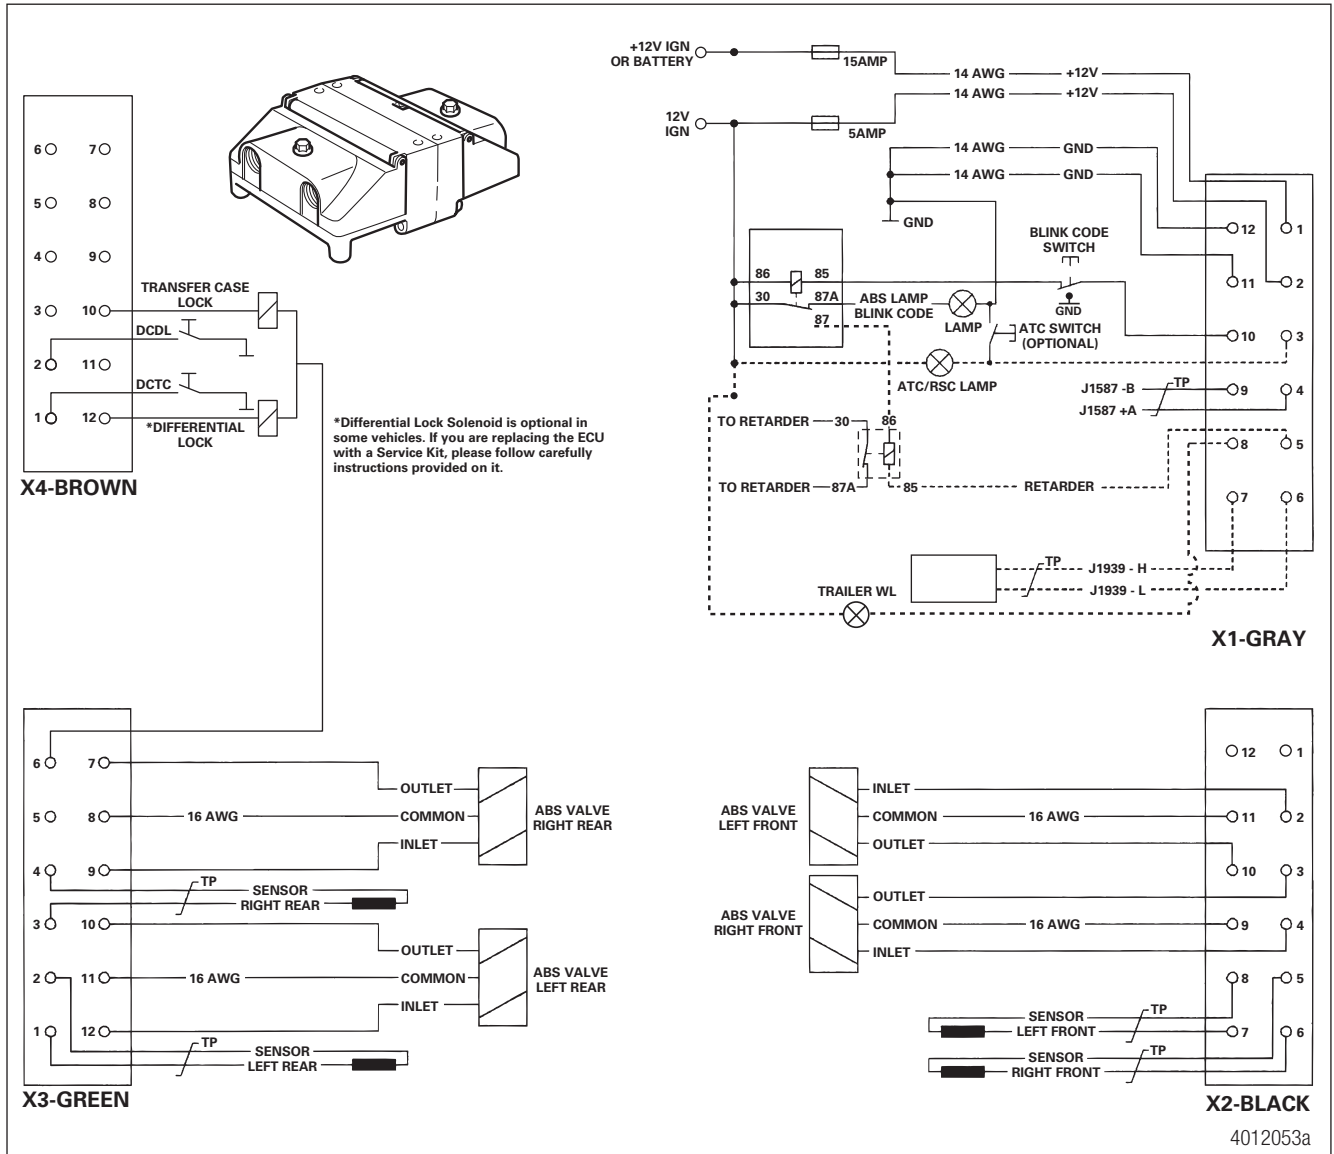 +12V IGN
OR BATTERY
15AMP
14 AWG
+12V
14 AWG
+12V
12V
IGN
5AMP
14 AWG
GND
14 AWG
GND
GND
BLINK CODE
SWITCH
12
1
86
85
11
2
30
87A
ABS LAMP
BLINK CODE
87
LAMP
GND
ATC SWITCH
(OPTIONAL)
10
3
ATC/RSC LAMP
J1587 -B
TP
9
4
J1587 +A
TO RETARDER
30
86
8
5
TO RETARDER
87A
85
RETARDER
7
6
TP
J1939 - H
J1939 - L
TRAILER WL
X1-GRAY
6
7
5
8
4
9
TRANSFER CASE
LOCK
3
10
DCDL
2
11
DCTC
1
12
*DIFFERENTIAL
LOCK
X4-BROWN
*Differential Lock Solenoid is optional in
some vehicles. If you are replacing the ECU
with a Service Kit, please follow carefully
instructions provided on it.
6
7
OUTLET
5
8
16 AWG
COMMON
ABS VALVE
RIGHT REAR
INLET
4
9
TP
SENSOR
RIGHT REAR
3
10
OUTLET
2
11
16 AWG
COMMON
ABS VALVE
LEFT REAR
INLET
1
12
TP
SENSOR
LEFT REAR
X3-GREEN
12
1
INLET
ABS VALVE
LEFT FRONT
COMMON
16 AWG
11
2
OUTLET
10
3
OUTLET
ABS VALVE
RIGHT FRONT
COMMON
16 AWG
9
4
INLET
8
5
SENSOR
LEFT FRONT
TP
7
6
SENSOR
RIGHT FRONT
TP
X2-BLACK
4012053a